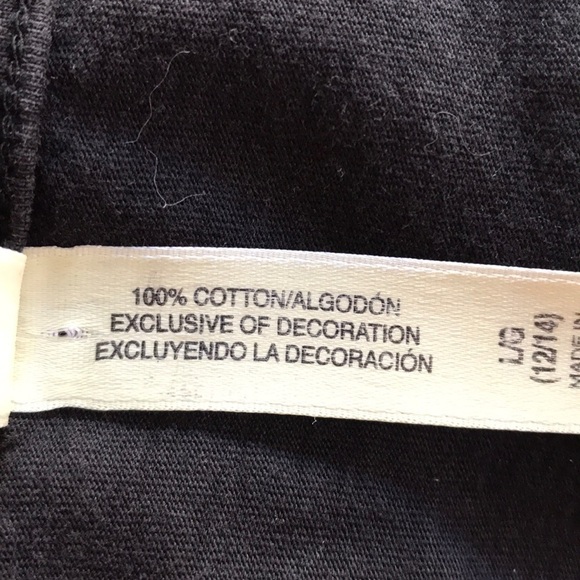 100% COTTON/ALGODÓN
EXCLUSIVE OF DECORATION
EXCLUYENDO LA DECORACIÓN
L/G
(12/14)
MADE IN